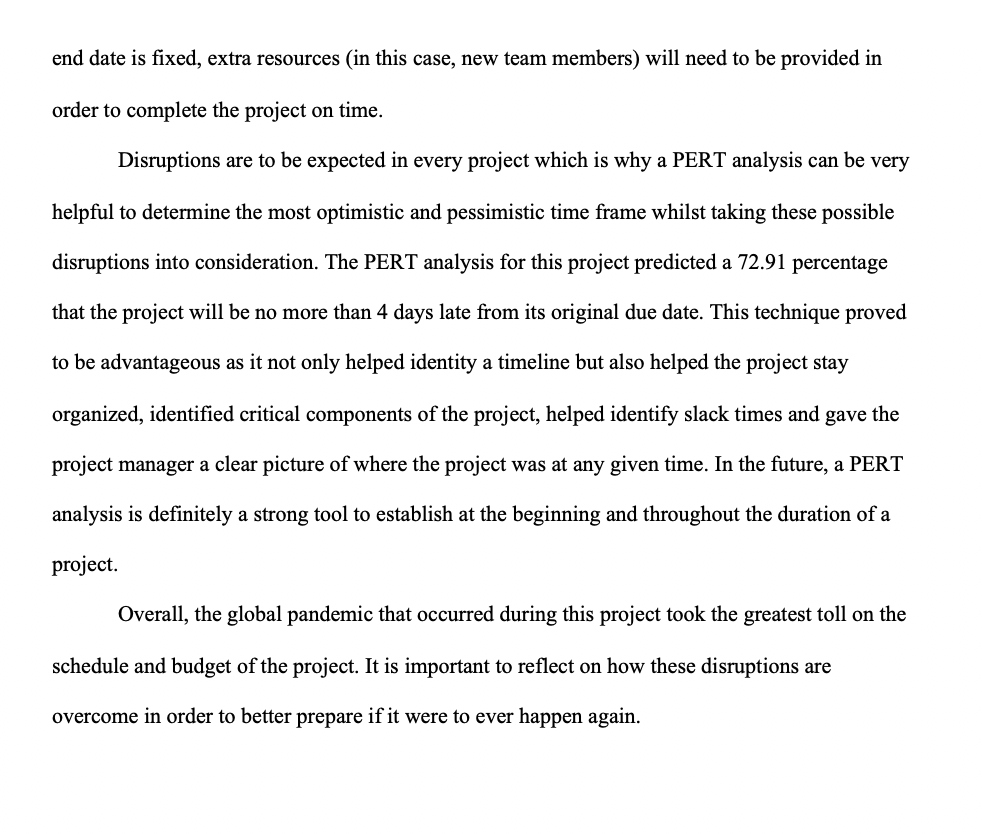 end date is fixed, extra resources (in this case, new team members) will need to be provided in
order to complete the project on time.
Disruptions are to be expected in every project which is why a PERT analysis can be very
helpful to determine the most optimistic and pessimistic time frame whilst taking these possible
disruptions into consideration. The PERT analysis for this project predicted a 72.91 percentage
that the project will be no more than 4 days late from its original due date. This technique proved
to be advantageous as it not only helped identity a timeline but also helped the project stay
organized, identified critical components of the project, helped identify slack times and gave the
project manager a clear picture of where the project was at any given time. In the future, a PERT
analysis is definitely a strong tool to establish at the beginning and throughout the duration of a
project.
Overall, the global pandemic that occurred during this project took the greatest toll on the
schedule and budget of the project. It is important to reflect on how these disruptions are
overcome in order to better prepare if it were to ever happen again.